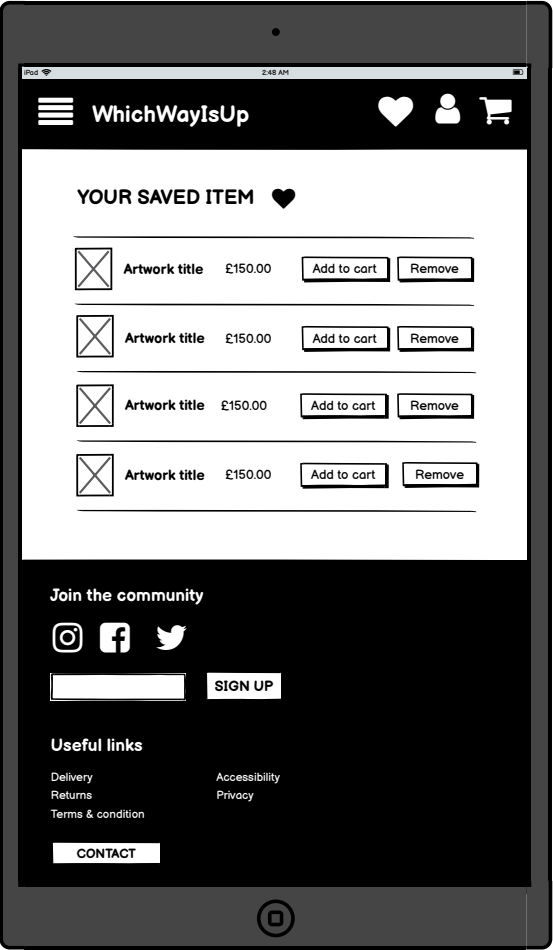 iPad 2:48 AM
WhichWayIsUp
YOUR SAVED ITEM
Artwork title £150.00 Add to cart Remove
Artwork title £150.00 Add to cart Remove
Artwork title £150.00 Add to cart Remove
Artwork title £150.00 Add to cart Remove
Join the community
SIGN UP
Useful links
Delivery Accessibility
Returns Privacy
Terms & condition
CONTACT